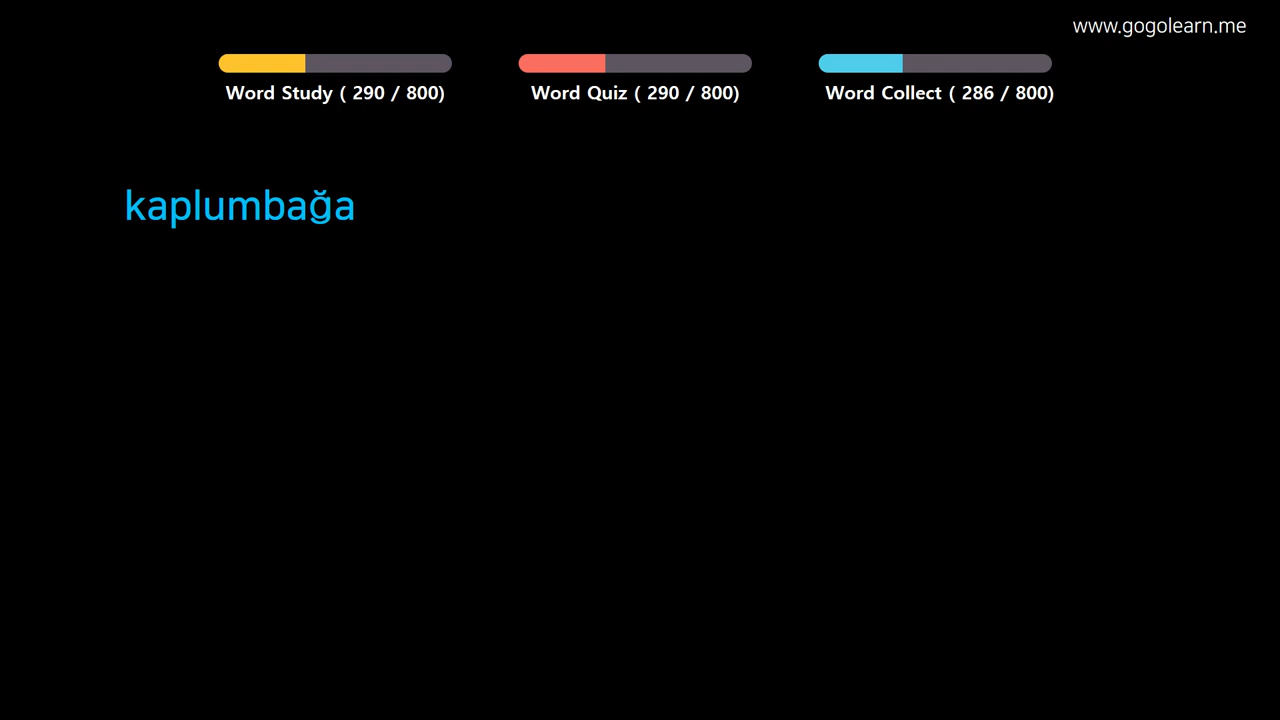 www.gogolearn.me
Word Study ( 290 / 800)
Word Quiz ( 290 / 800)
Word Collect ( 286 / 800)
kaplumbağa